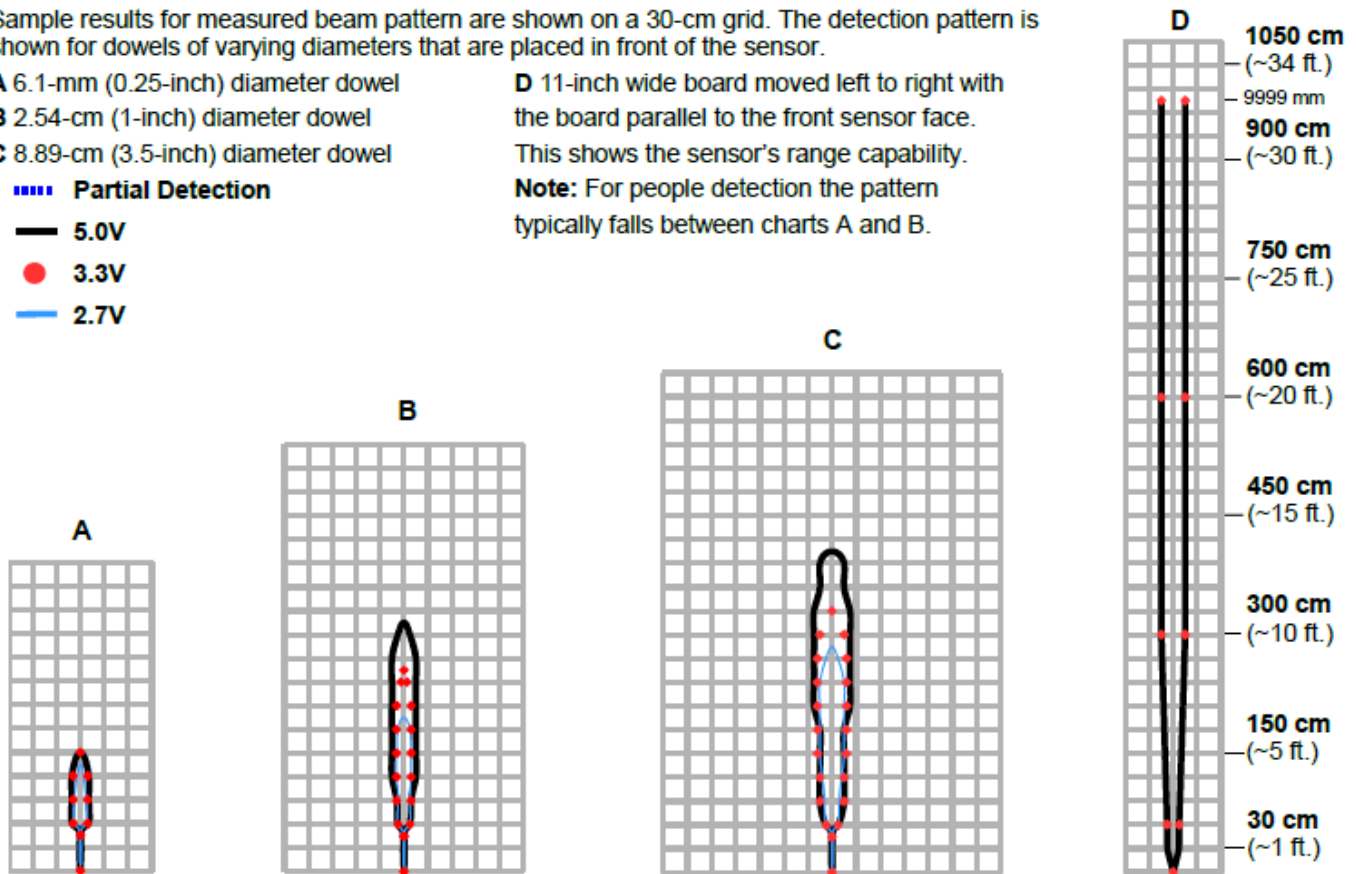 Sample results for measured beam pattern are shown on a 30-cm grid. The detection pattern is
shown for dowels of varying diameters that are placed in front of the sensor.
A 6.1-mm (0.25-inch) diameter dowel
B 2.54-cm (1-inch) diameter dowel
C 8.89-cm (3.5-inch) diameter dowel
Partial Detection
5.0V
3.3V
2.7V
D 11-inch wide board moved left to right with
the board parallel to the front sensor face.
This shows the sensor's range capability.
Note: For people detection the pattern
typically falls between charts A and B.
A
B
C
D
1050 cm
(~34 ft.)
9999 mm
900 cm
(~30 ft.)
750 cm
(~25 ft.)
600 cm
(~20 ft.)
450 cm
(~15 ft.)
300 cm
(~10 ft.)
150 cm
(~5 ft.)
30 cm
(~1 ft.)